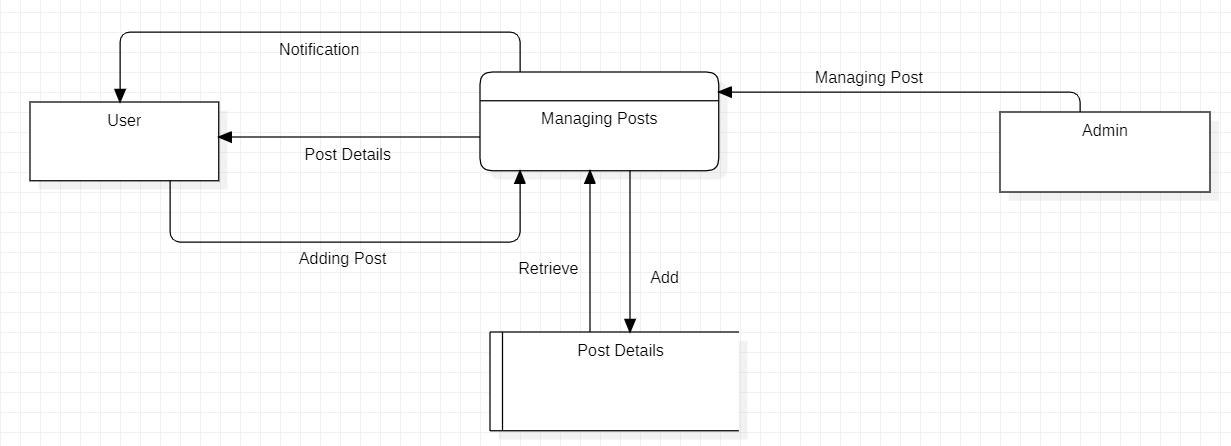 Notification
Managing Post
User
Managing Posts
Admin
Post Details
Adding Post
Retrieve
Add
Post Details